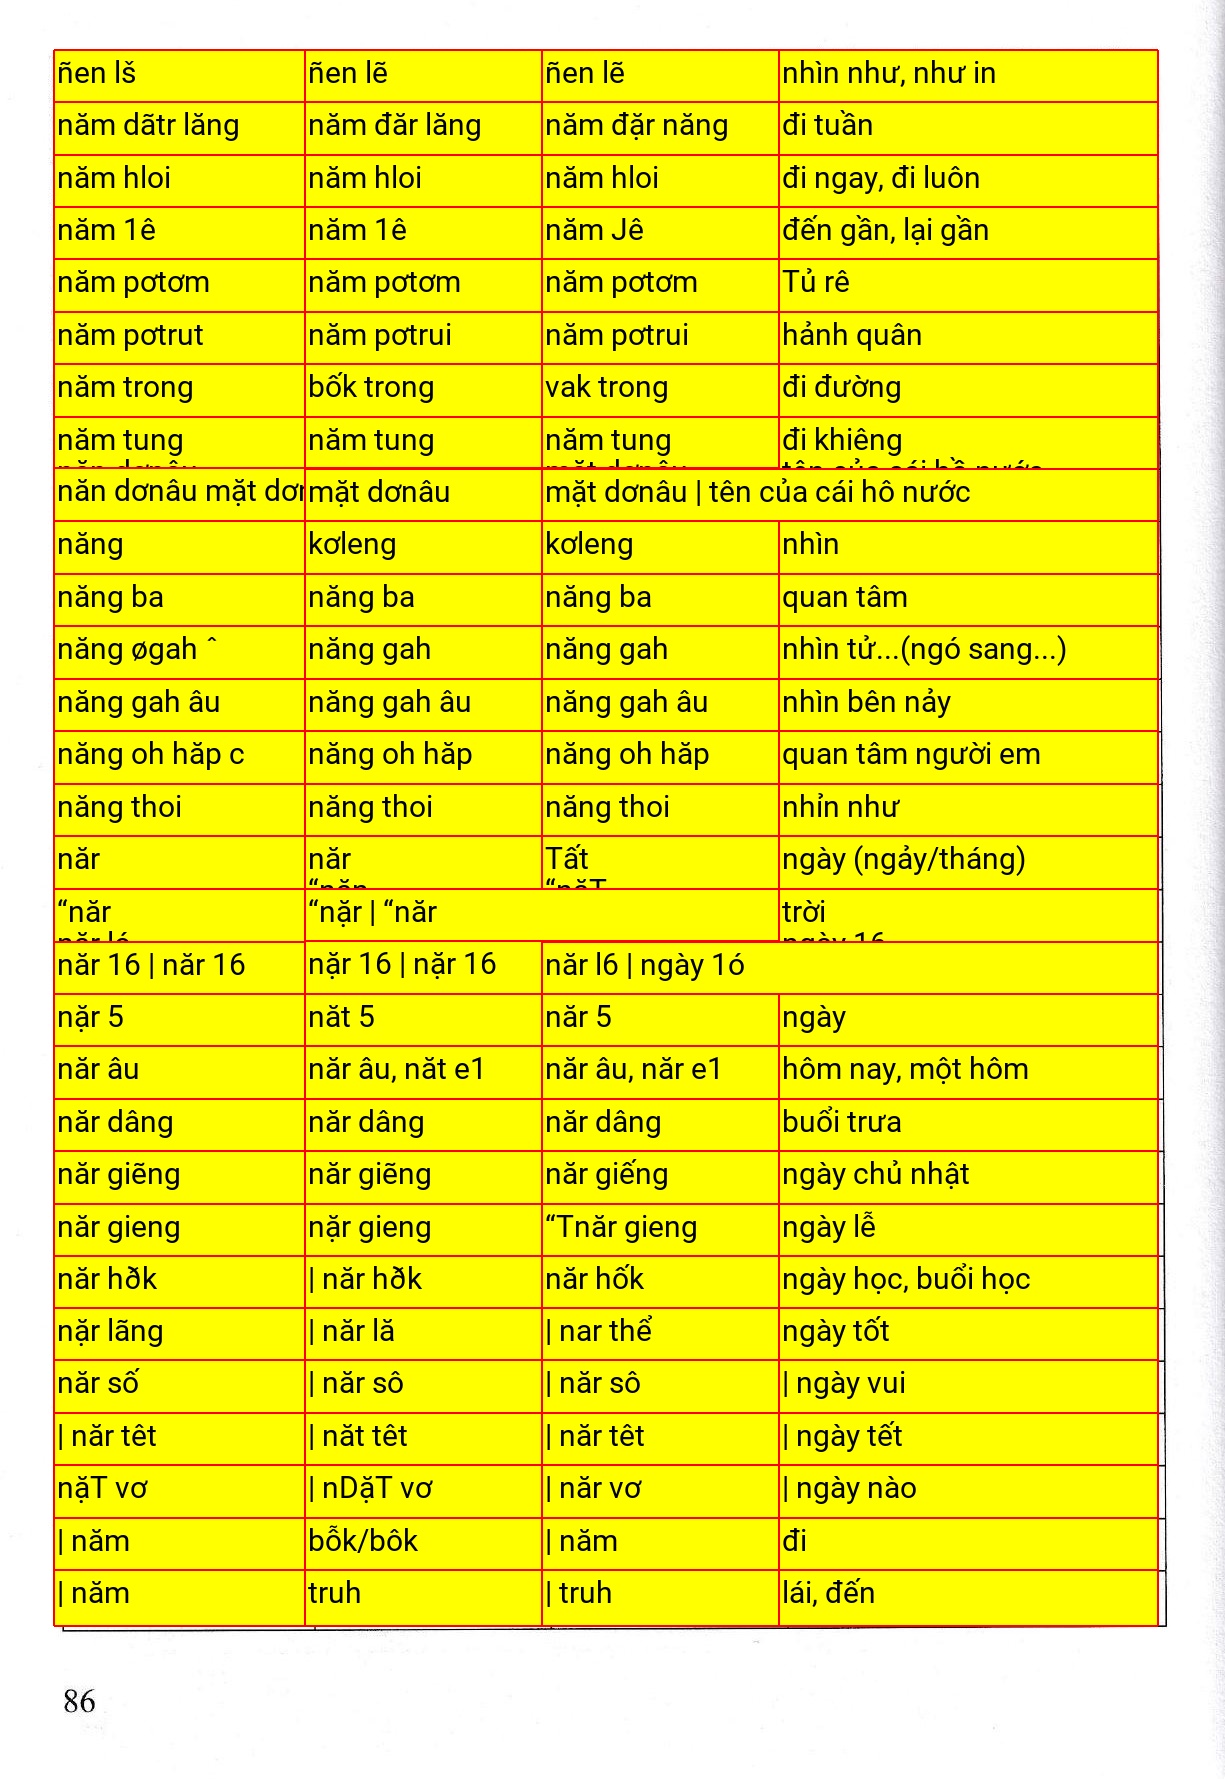 ñen lš ñen lẽ ñen lẽ nhìn như, như in
năm dãtr lăng năm đăr lăng năm đặr năng đi tuần
năm hloi năm hloi năm hloi đi ngay, đi luôn
năm 1ê năm 1ê năm Jê đến gần, lại gần
năm pơtơm năm pơtơm năm pơtơm Tủ rê
năm pơtrut năm pơtrui năm pơtrui hảnh quân
năm trong bốk trong vak trong đi đường
năm tung năm tung năm tung đi khiêng
năn dơnâu mặt dơn mặt dơnâu mặt dơnâu | tên của cái hô nước
năng kơleng kơleng nhìn
năng ba năng ba năng ba quan tâm
năng øgah ˆ năng gah năng gah nhìn tử...(ngó sang...)
năng gah âu năng gah âu năng gah âu nhìn bên nảy
năng oh hăp c năng oh hăp năng oh hăp quan tâm người em
năng thoi năng thoi năng thoi nhỉn như
năr năr Tất ngày (ngảy/tháng)
“năr “nặr | “năr trời
năr 16 | năr 16 nặr 16 | nặr 16 năr l6 | ngày 1ó
nặr 5 năt 5 năr 5 ngày
năr âu năr âu, năt e1 năr âu, năr e1 hôm nay, một hôm
năr dâng năr dâng năr dâng buổi trưa
năr giẽng năr giẽng năr giếng ngày chủ nhật
năr gieng nặr gieng “Tnăr gieng ngày lễ
năr hðk | năr hðk năr hốk ngày học, buổi học
nặr lãng | năr lă | nar thể ngày tốt
năr số | năr sô | năr sô | ngày vui
| năr têt | năt têt | năr têt | ngày tết
nặT vơ | nDặT vơ | năr vơ | ngày nào
| năm bỗk/bôk | năm đi
| năm truh | truh lái, đến
86